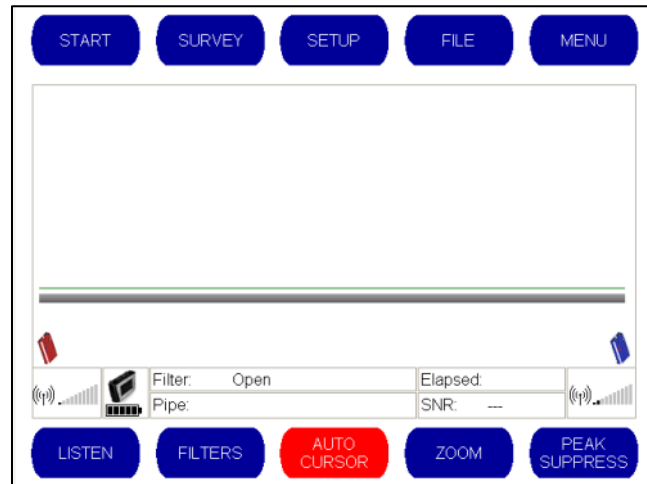 START
SURVEY
SETUP
FILE
MENU
Filter: Open
Elapsed:
Pipe:
SNR: ---
LISTEN
FILTERS
AUTO
CURSOR
ZOOM
PEAK
SUPPRESS